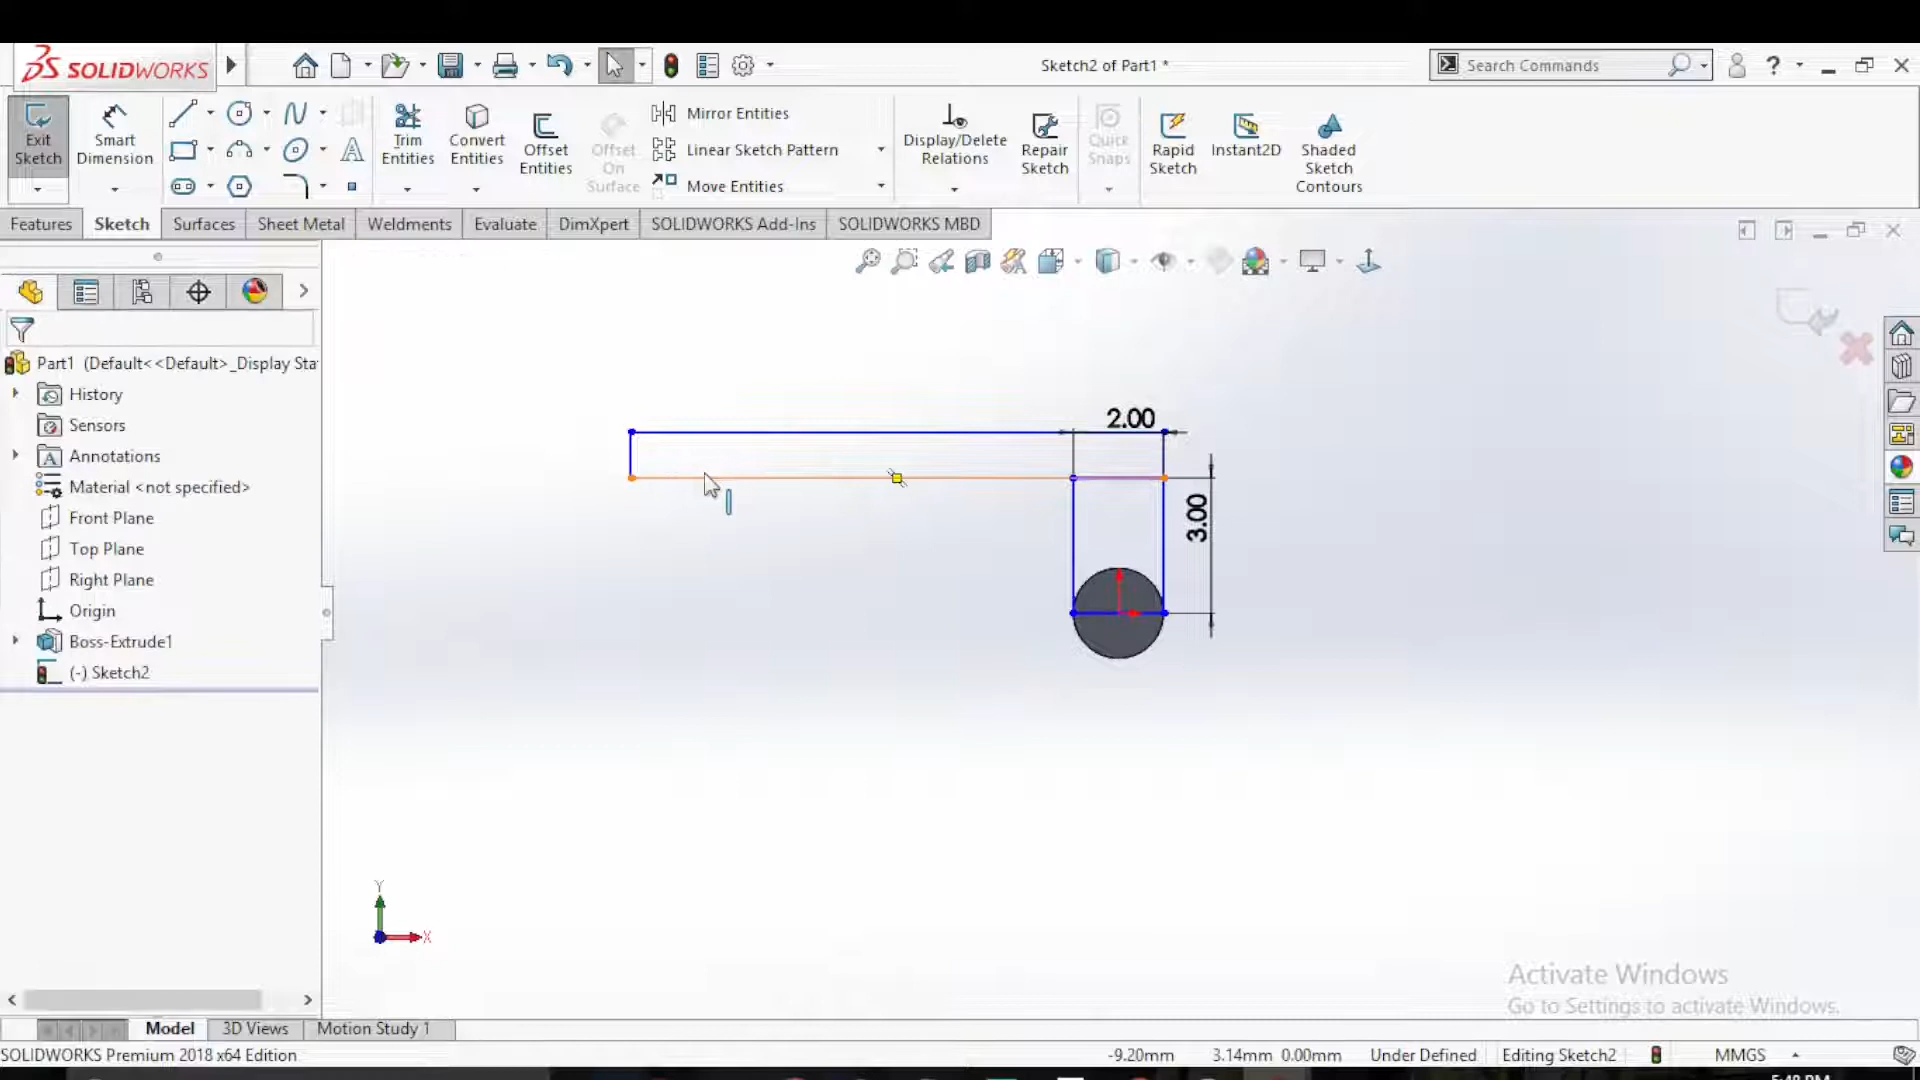 SOLIDWORKS
Sketch2 of Part1 *
Search Commands
Exit Sketch
Smart Dimension
Trim Entities
Convert Entities
Offset Entities
Offset On Surface
Mirror Entities
Linear Sketch Pattern
Move Entities
Display/Delete Relations
Repair Sketch
Quick Snaps
Rapid Sketch
Instant2D
Shaded Sketch Contours
Features Sketch Surfaces Sheet Metal Weldments Evaluate DimXpert SOLIDWORKS Add-Ins SOLIDWORKS MBD
Part1 (Default<<Default>_Display Sta
History
Sensors
Annotations
Material <not specified>
Front Plane
Top Plane
Right Plane
Origin
Boss-Extrude1
(-) Sketch2
2.00
3.00
Y
X
Activate Windows
Go to Settings to activate Windows.
Model 3D Views Motion Study 1
SOLIDWORKS Premium 2018 x64 Edition -9.20mm 3.14mm 0.00mm Under Defined Editing Sketch2 MMGS